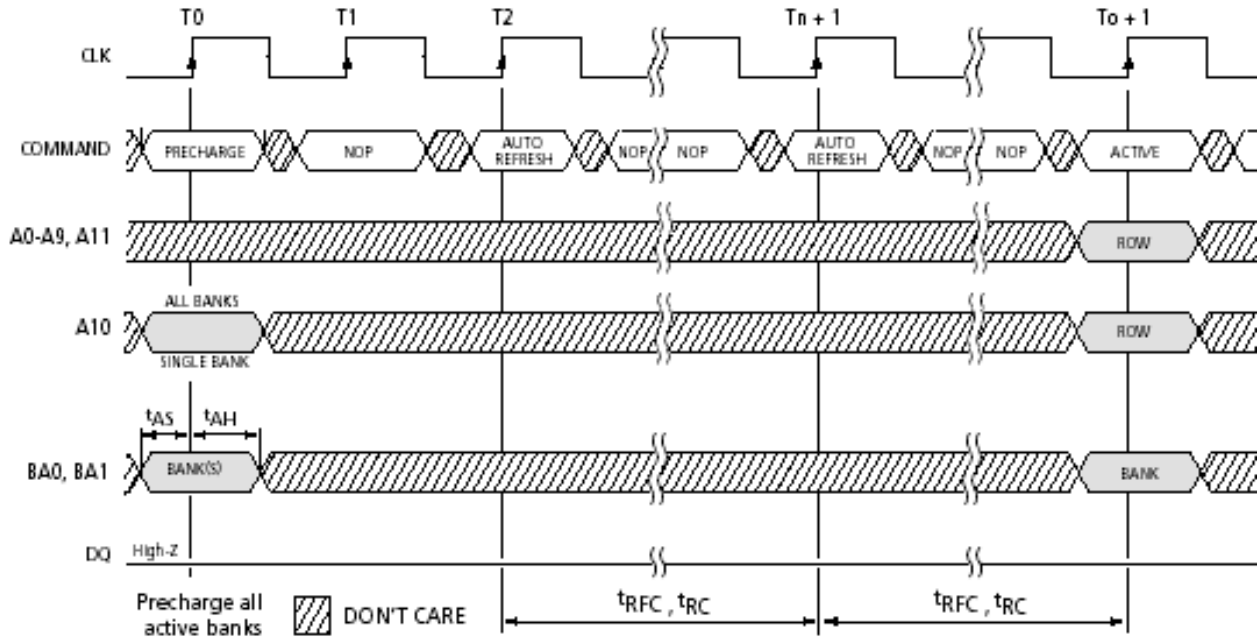 T0 T1 T2 Tn + 1 To + 1
CLK
COMMAND PRECHARGE NOP AUTO REFRESH NOP NOP AUTO REFRESH NOP NOP ACTIVE
A0-A9, A11 ROW
ALL BANKS
A10 ROW
SINGLE BANK
tAS tAH
BA0, BA1 BANK(S) BANK
DQ High-Z
Precharge all active banks
DON'T CARE
tRFC , tRC tRFC , tRC